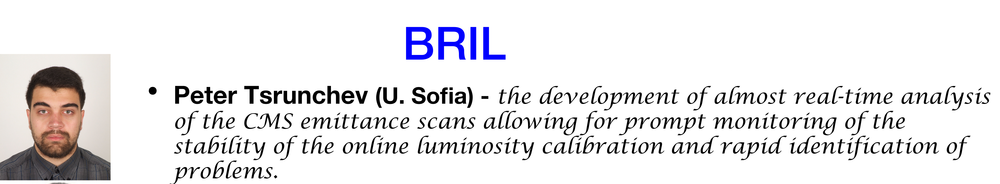 BRIL
• Peter Tsrunchev (U. Sofia) - the development of almost real-time analysis
of the CMS emittance scans allowing for prompt monitoring of the
stability of the online luminosity calibration and rapid identification of
problems.